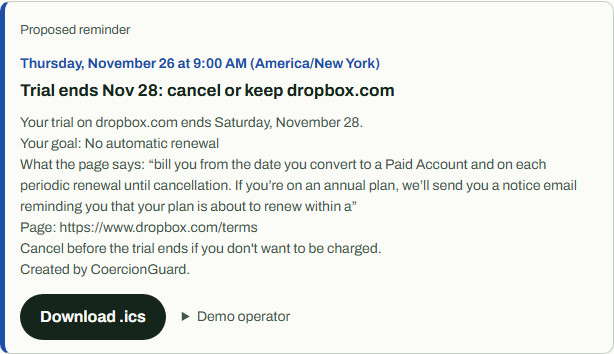 Proposed reminder
Thursday, November 26 at 9:00 AM (America/New York)
Trial ends Nov 28: cancel or keep dropbox.com
Your trial on dropbox.com ends Saturday, November 28.
Your goal: No automatic renewal
What the page says: “bill you from the date you convert to a Paid Account and on each
periodic renewal until cancellation. If you’re on an annual plan, we’ll send you a notice email
reminding you that your plan is about to renew within a”
Page: https://www.dropbox.com/terms
Cancel before the trial ends if you don't want to be charged.
Created by CoercionGuard.
Download .ics
Demo operator